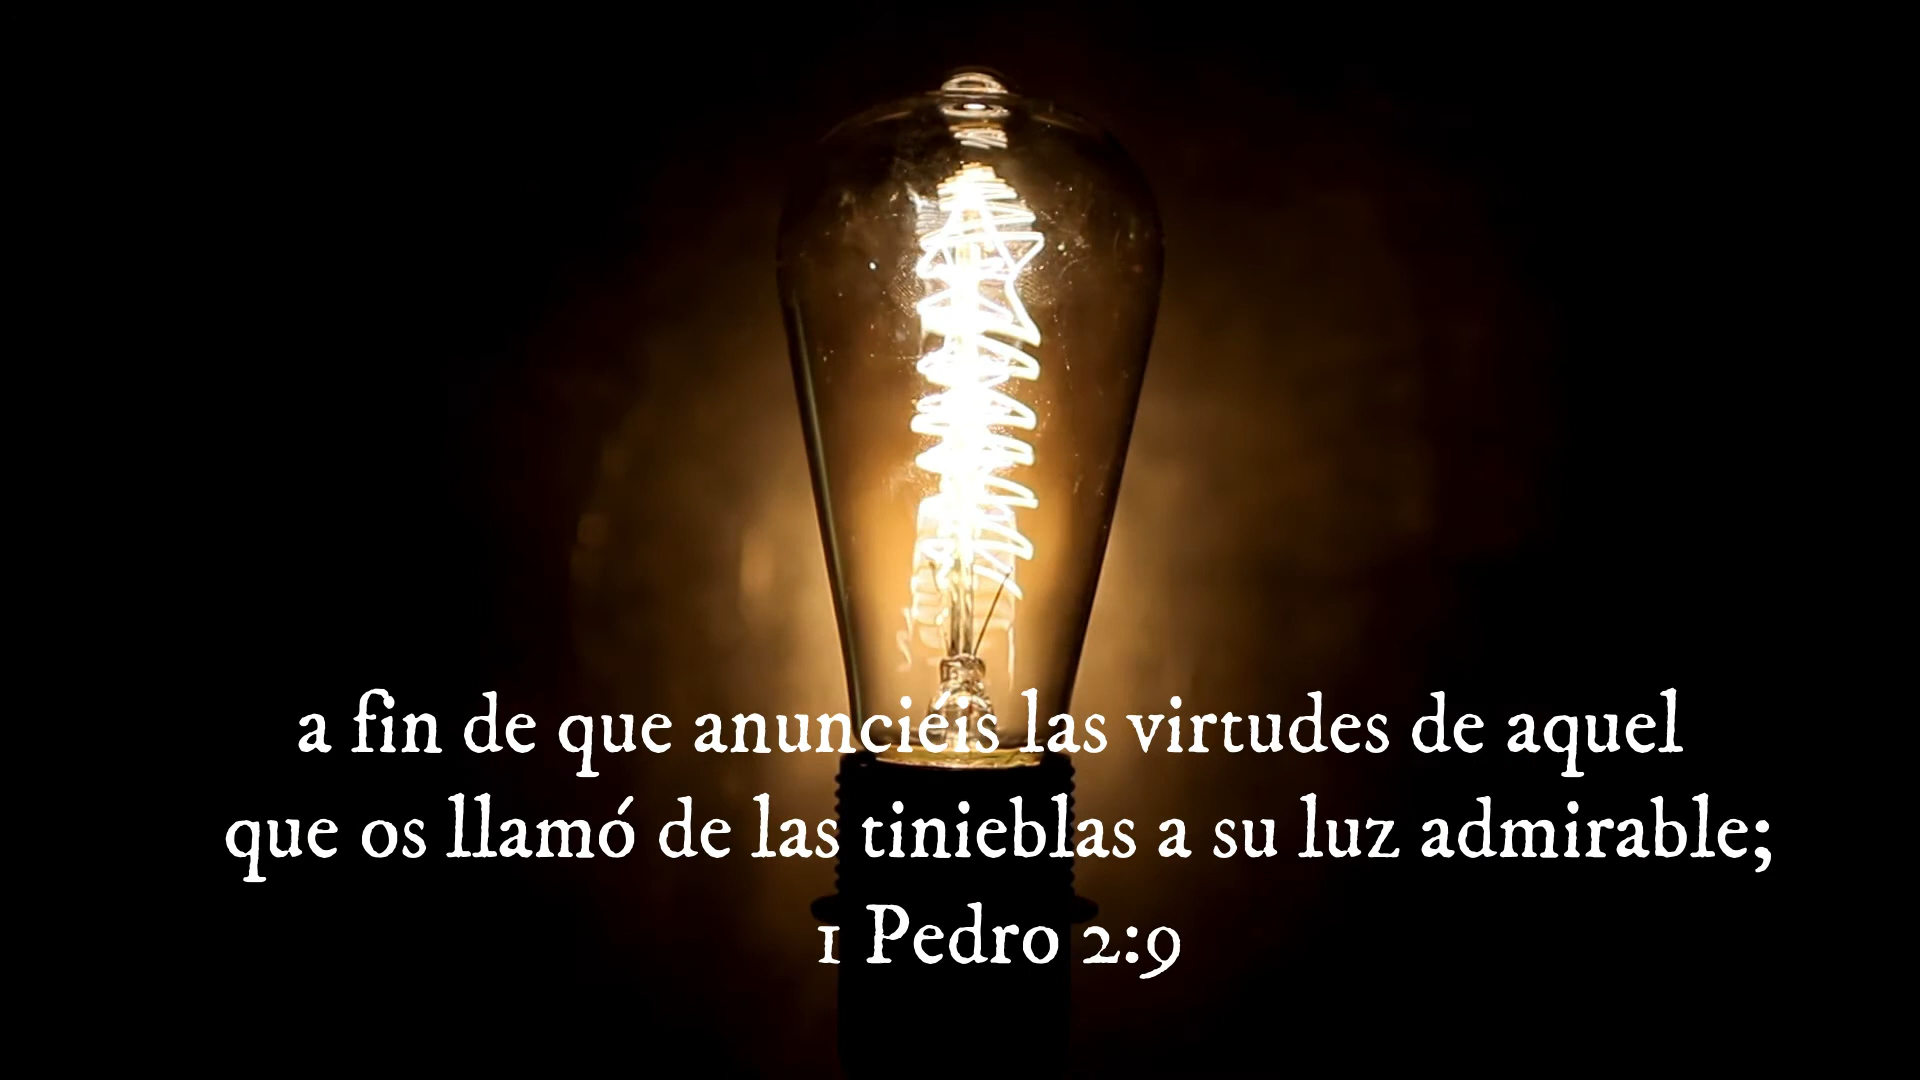 a fin de que anunciéis las virtudes de aquel
que os llamó de las tinieblas a su luz admirable;
1 Pedro 2:9